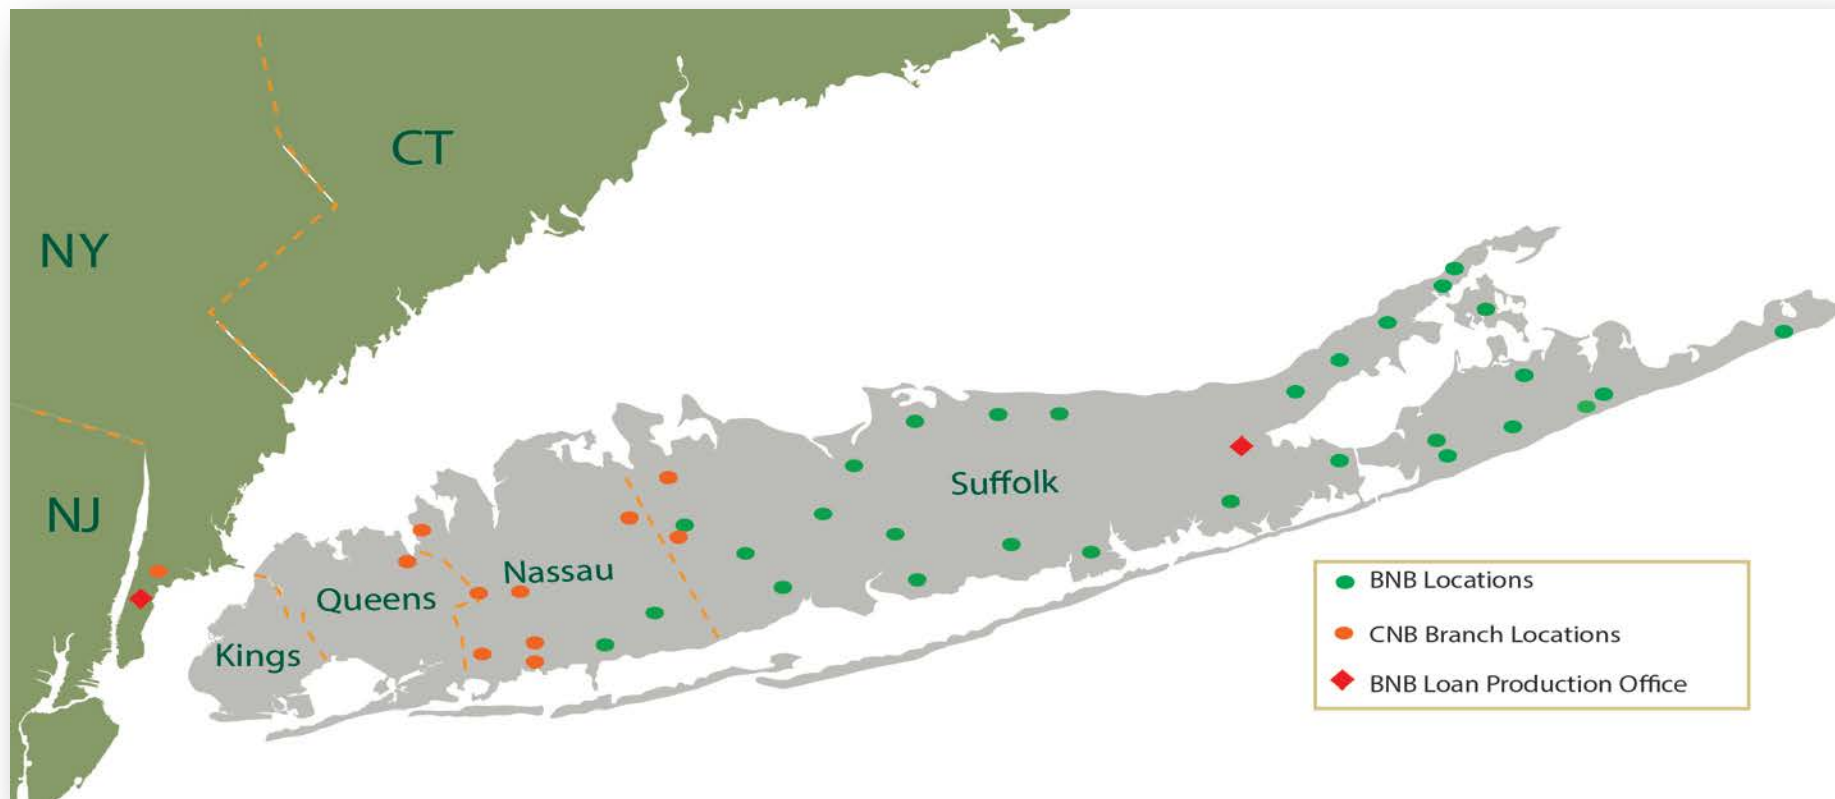 CT
NY
NJ
Suffolk
Nassau
Queens
Kings
BNB Locations
CNB Branch Locations
BNB Loan Production Office